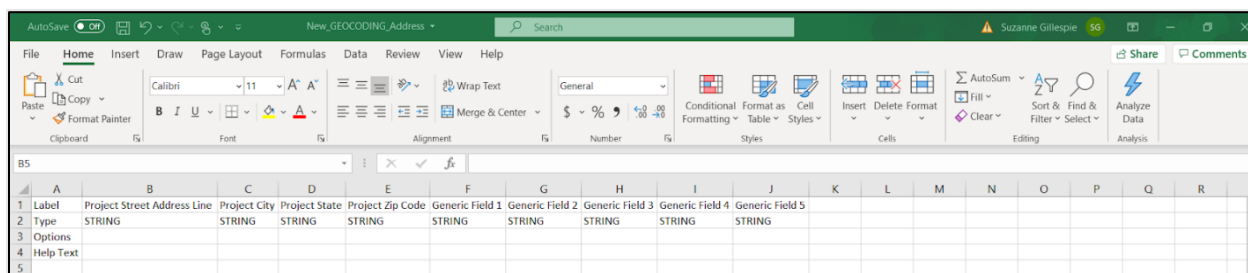 AutoSave Off New_GEOCODING_Address Search Suzanne Gillespie SG
File Home Insert Draw Page Layout Formulas Data Review View Help Share Comments
Paste Cut Calibri 11 A^ A˅ Wrap Text General Conditional Formatting Format as Table Cell Styles Insert Delete Format AutoSum Sort & Filter Find & Select Analyze Data
Copy Fill
Format Painter B I U A Merge & Center $ % 9 .00 Clear
Clipboard Font Alignment Number Styles Cells Editing Analysis
B5 fx
A B C D E F G H I J K L M N O P Q R
1 Label Project Street Address Line Project City Project State Project Zip Code Generic Field 1 Generic Field 2 Generic Field 3 Generic Field 4 Generic Field 5
2 Type STRING STRING STRING STRING STRING STRING STRING STRING STRING
3 Options
4 Help Text
5